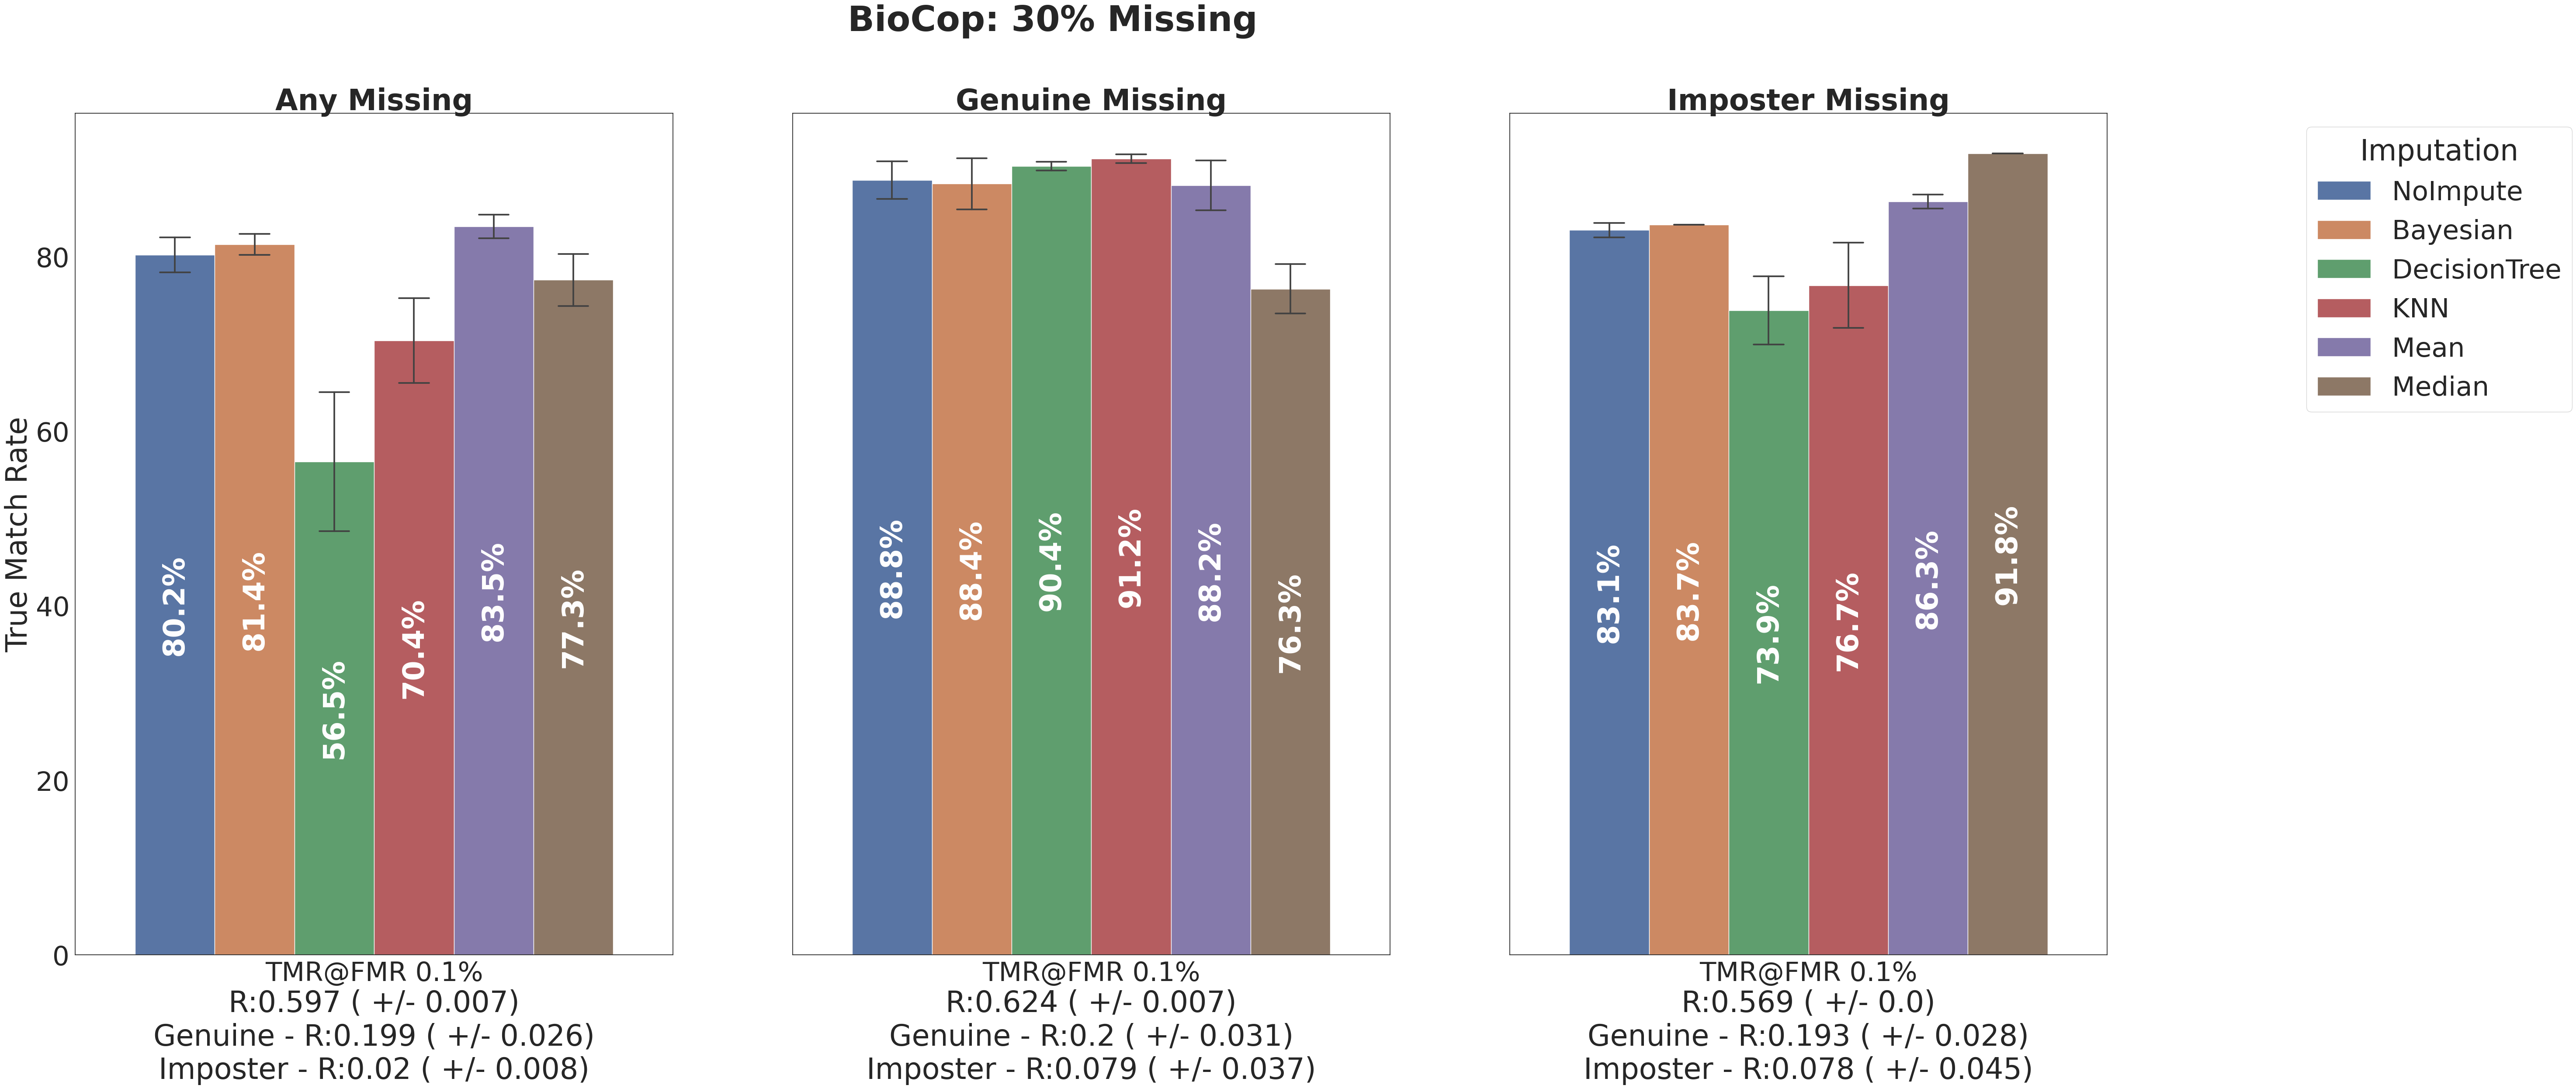 BioCop: 30% Missing
Any Missing
Genuine Missing
Imposter Missing
True Match Rate
80
60
40
20
0
80.2%
81.4%
56.5%
70.4%
83.5%
77.3%
88.8%
88.4%
90.4%
91.2%
88.2%
76.3%
83.1%
83.7%
73.9%
76.7%
86.3%
91.8%
TMR@FMR 0.1%
R:0.597 ( +/- 0.007)
Genuine - R:0.199 ( +/- 0.026)
Imposter - R:0.02 ( +/- 0.008)
TMR@FMR 0.1%
R:0.624 ( +/- 0.007)
Genuine - R:0.2 ( +/- 0.031)
Imposter - R:0.079 ( +/- 0.037)
TMR@FMR 0.1%
R:0.569 ( +/- 0.0)
Genuine - R:0.193 ( +/- 0.028)
Imposter - R:0.078 ( +/- 0.045)
Imputation
NoImpute
Bayesian
DecisionTree
KNN
Mean
Median